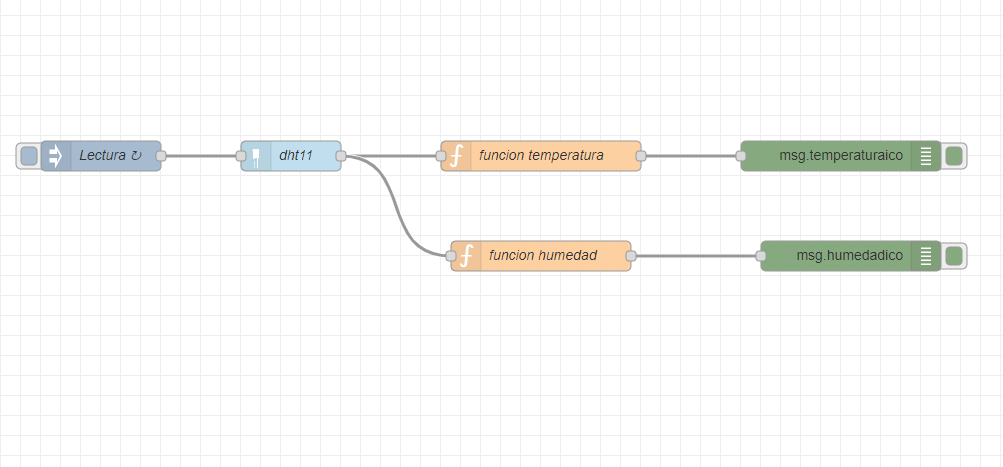 Lectura ↻
dht11
funcion temperatura
msg.temperaturaico
funcion humedad
msg.humedadico